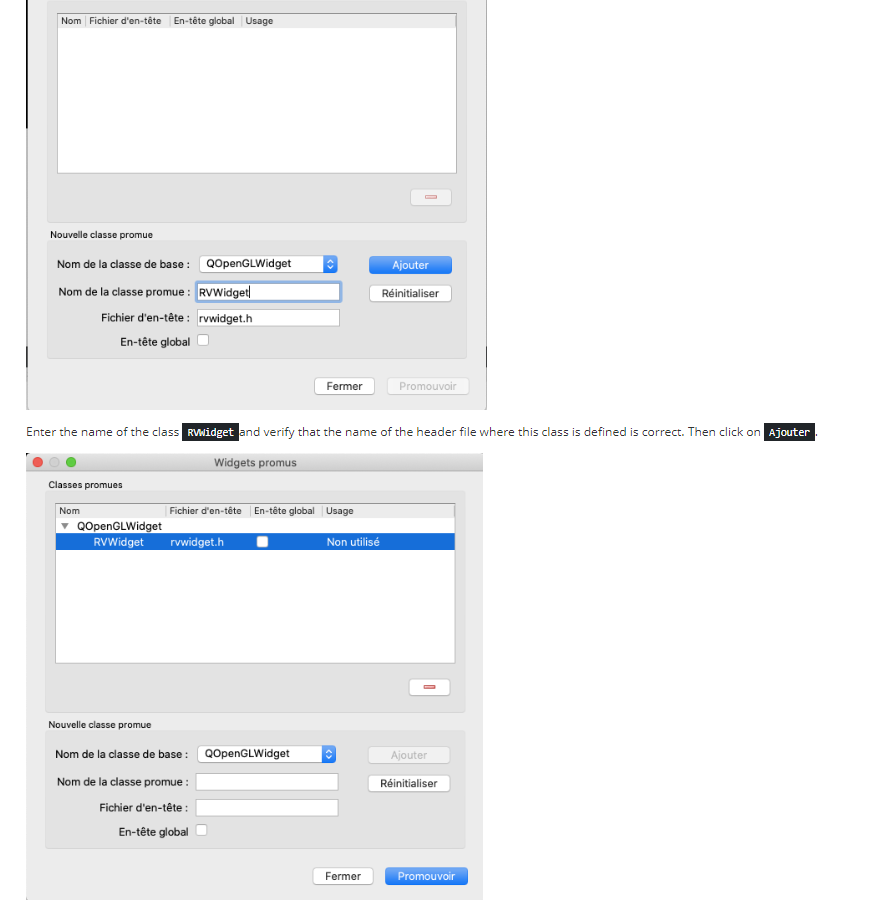 Nom Fichier d'en-tête En-tête global Usage
Nouvelle classe promue
Nom de la classe de base : QOpenGLWidget Ajouter
Nom de la classe promue : RVWidget Réinitialiser
Fichier d'en-tête : rvwidget.h
En-tête global
Fermer Promouvoir
Enter the name of the class RVWidget and verify that the name of the header file where this class is defined is correct. Then click on Ajouter.
Widgets promus
Classes promues
Nom Fichier d'en-tête En-tête global Usage
QOpenGLWidget
RVWidget rvwidget.h Non utilisé
Nouvelle classe promue
Nom de la classe de base : QOpenGLWidget Ajouter
Nom de la classe promue : Réinitialiser
Fichier d'en-tête :
En-tête global
Fermer Promouvoir